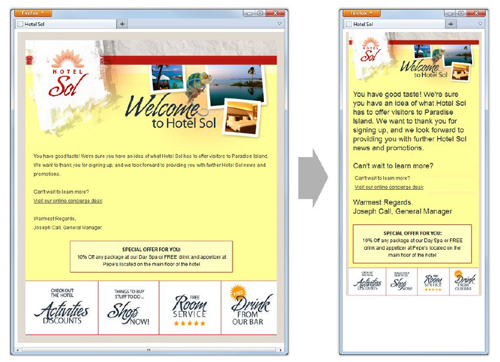 Firefox
Hotel Sol
HOTEL
Sol
Welcome
to Hotel Sol
You have good taste! We're sure you have an idea of what Hotel Sol has to offer visitors to Paradise Island.
We want to thank you for signing up, and we look forward to providing you with further Hotel Sol news and
promotions.
Can't wait to learn more?
Visit our online concierge desk
Warmest Regards,
Joseph Call, General Manager
SPECIAL OFFER FOR YOU:
10% Off any package at our Day Spa or FREE drink and appetizer at
Pepe's located on the main floor of the hotel
CHECK OUT
THE HOTEL
Activities
DISCOUNTS
THINGS TO BUY
STUFF TO DO...
Shop
NOW!
FREE
Room
SERVICE
FREE
Drink
FROM
OUR BAR
Firefox
Hotel Sol
HOTEL
Sol
Welcome
to Hotel Sol
You have good taste! We're sure
you have an idea of what Hotel Sol
has to offer visitors to Paradise
Island. We want to thank you for
signing up, and we look forward to
providing you with further Hotel Sol
news and promotions.
Can't wait to learn more?
Can't wait to learn more?
Visit our online concierge desk
Warmest Regards,
Joseph Call, General Manager
SPECIAL OFFER FOR YOU:
10% Off any package at our Day Spa or FREE
drink and appetizer at Pepe's located on the
main floor of the hotel
Activities
DISCOUNTS
Shop
NOW!
Room
SERVICE
Drink
FROM
OUR BAR